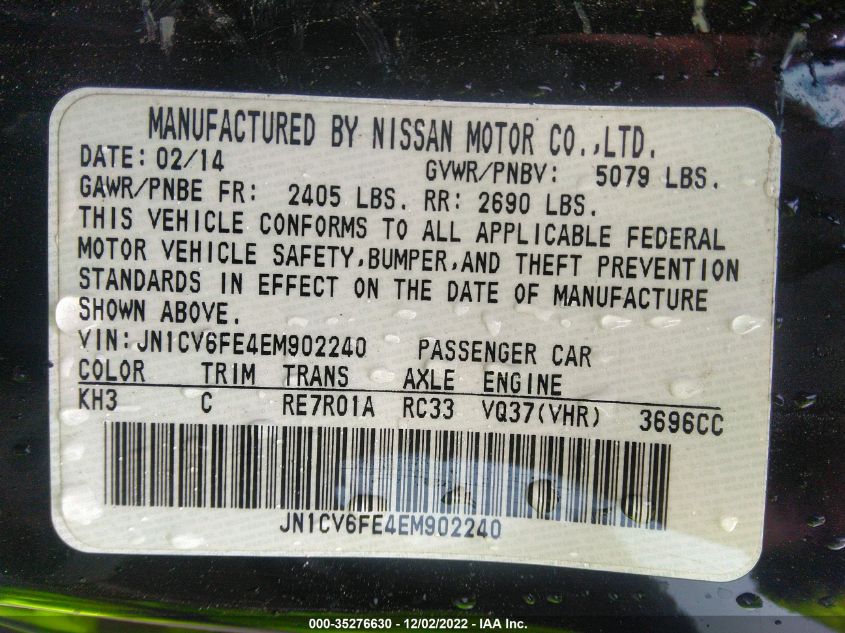 MANUFACTURED BY NISSAN MOTOR CO.,LTD.
DATE: 02/14 GVWR/PNBV: 5079 LBS.
GAWR/PNBE FR: 2405 LBS. RR: 2690 LBS.
THIS VEHICLE CONFORMS TO ALL APPLICABLE FEDERAL
MOTOR VEHICLE SAFETY,BUMPER,AND THEFT PREVENTION
STANDARDS IN EFFECT ON THE DATE OF MANUFACTURE
SHOWN ABOVE.
VIN:JN1CV6FE4EM902240 PASSENGER CAR
COLOR TRIM TRANS AXLE ENGINE
KH3 C RE7R01A RC33 VQ37(VHR) 3696CC
JN1CV6FE4EM902240
000-35276630 - 12/02/2022 - IAA Inc.